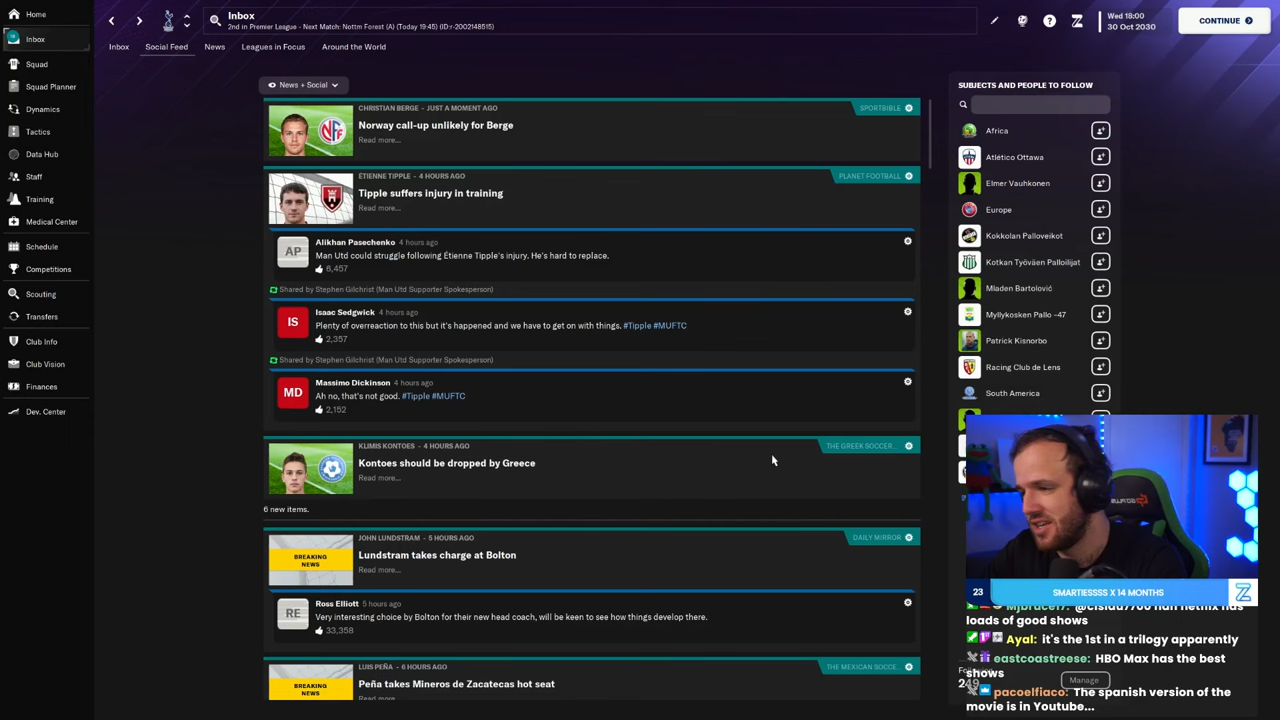 Home
Inbox
Squad
Squad Planner
Dynamics
Tactics
Data Hub
Staff
Training
Medical Center
Schedule
Competitions
Scouting
Transfers
Club Info
Club Vision
Finances
Dev. Center
Inbox
2nd in Premier League - Next Match: Nottm Forest (A) (Today 19:45) (ID:r-2002148515)
Wed 18:00
30 Oct 2030
CONTINUE
Inbox
Social Feed
News
Leagues in Focus
Around the World
News + Social
CHRISTIAN BERGE - JUST A MOMENT AGO
SPORTBIBLE
Norway call-up unlikely for Berge
Read more...
ÉTIENNE TIPPLE - 4 HOURS AGO
PLANET FOOTBALL
Tipple suffers injury in training
Read more...
AP
Alikhan Pasechenko 4 hours ago
Man Utd could struggle following Étienne Tipple's injury. He's hard to replace.
6,457
Shared by Stephen Gilchrist (Man Utd Supporter Spokesperson)
IS
Isaac Sedgwick 4 hours ago
Plenty of overreaction to this but it's happened and we have to get on with things. #Tipple #MUFTC
2,357
Shared by Stephen Gilchrist (Man Utd Supporter Spokesperson)
MD
Massimo Dickinson 4 hours ago
Ah no, that's not good. #Tipple #MUFTC
2,152
KLIMIS KONTOES - 4 HOURS AGO
THE GREEK SOCCER...
Kontoes should be dropped by Greece
Read more...
6 new items.
JOHN LUNDSTRAM - 5 HOURS AGO
DAILY MIRROR
BREAKING
NEWS
Lundstram takes charge at Bolton
Read more...
RE
Ross Elliott 5 hours ago
Very interesting choice by Bolton for their new head coach, will be keen to see how things develop there.
33,358
LUIS PEÑA - 6 HOURS AGO
THE MEXICAN SOCCE...
BREAKING
NEWS
Peña takes Mineros de Zacatecas hot seat
Read more...
SUBJECTS AND PEOPLE TO FOLLOW
Africa
Atlético Ottawa
Elmer Vauhkonen
Europe
Kokkolan Palloveikot
Kotkan Työväen Palloilijat
Mladen Bartolović
Myllykosken Pallo -47
Patrick Kisnorbo
Racing Club de Lens
South America
23
SMARTIESSSS X 14 MONTHS
loads of good shows
Ayal: it's the 1st in a trilogy apparently
eastcoastreese: HBO Max has the best
shows
Manage
pacoelfiaco: The spanish version of the
movie is in Youtube...